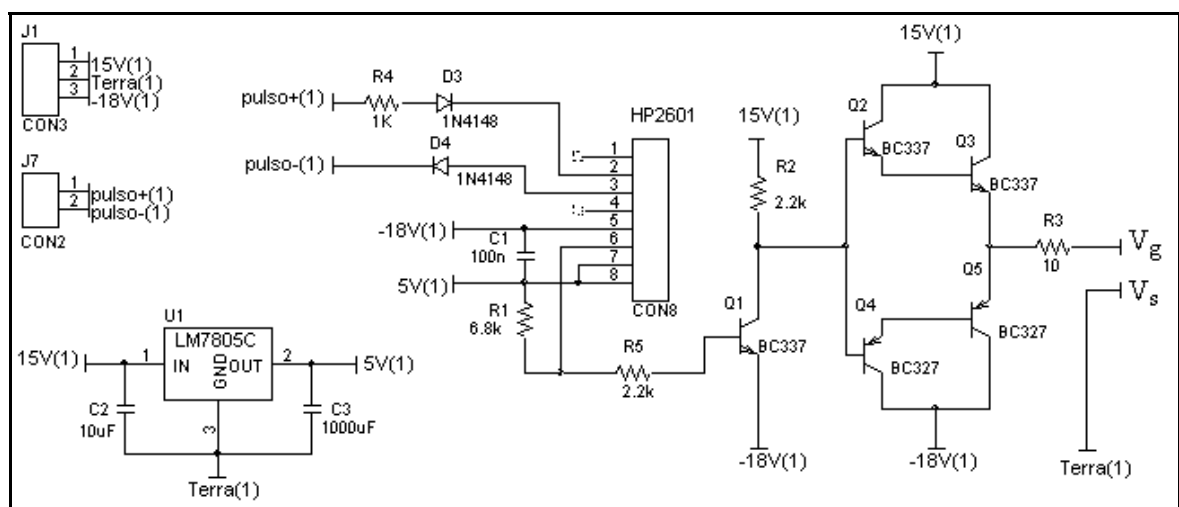 J1
1
2
3
15V(1)
Terra(1)
-18V(1)
CON3
J7
1
2
pulso+(1)
pulso-(1)
CON2
pulso+(1)
R4
1K
D3
1N4148
pulso-(1)
D4
1N4148
HP2601
1
2
3
4
5
6
7
8
CON8
-18V(1)
C1
100n
5V(1)
R1
6.8k
R5
2.2k
15V(1)
R2
2.2k
Q1
BC337
-18V(1)
15V(1)
Q2
BC337
Q3
BC337
R3
10
Vg
Vs
Q4
BC327
Q5
BC327
-18V(1)
Terra(1)
U1
LM7805C
15V(1)
1
IN
GND
OUT
2
5V(1)
3
C2
10uF
C3
1000uF
Terra(1)